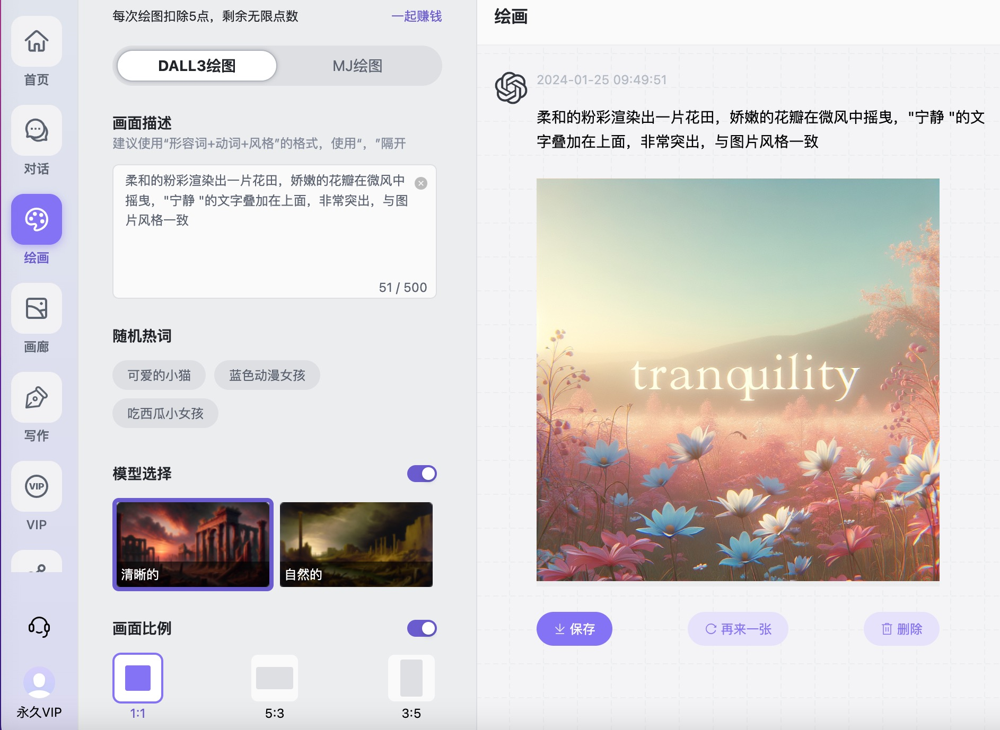 每次绘图扣除5点，剩余无限点数
一起赚钱
DALL3绘图
MJ绘图
画面描述
建议使用“形容词+动词+风格”的格式，使用“，”隔开
柔和的粉彩渲染出一片花田，娇嫩的花瓣在微风中
摇曳，"宁静 "的文字叠加在上面，非常突出，与图
片风格一致
51 / 500
随机热词
可爱的小猫
蓝色动漫女孩
吃西瓜小女孩
模型选择
清晰的
自然的
画面比例
1:1
5:3
3:5
首页
对话
绘画
画廊
写作
VIP
VIP
永久VIP
绘画
2024-01-25 09:49:51
柔和的粉彩渲染出一片花田，娇嫩的花瓣在微风中摇曳，"宁静 "的文
字叠加在上面，非常突出，与图片风格一致
tranquility
保存
再来一张
删除